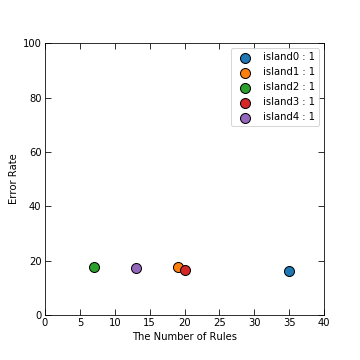 100
80
60
40
20
0
Error Rate
island0 : 1
island1 : 1
island2 : 1
island3 : 1
island4 : 1
0 5 10 15 20 25 30 35 40
The Number of Rules